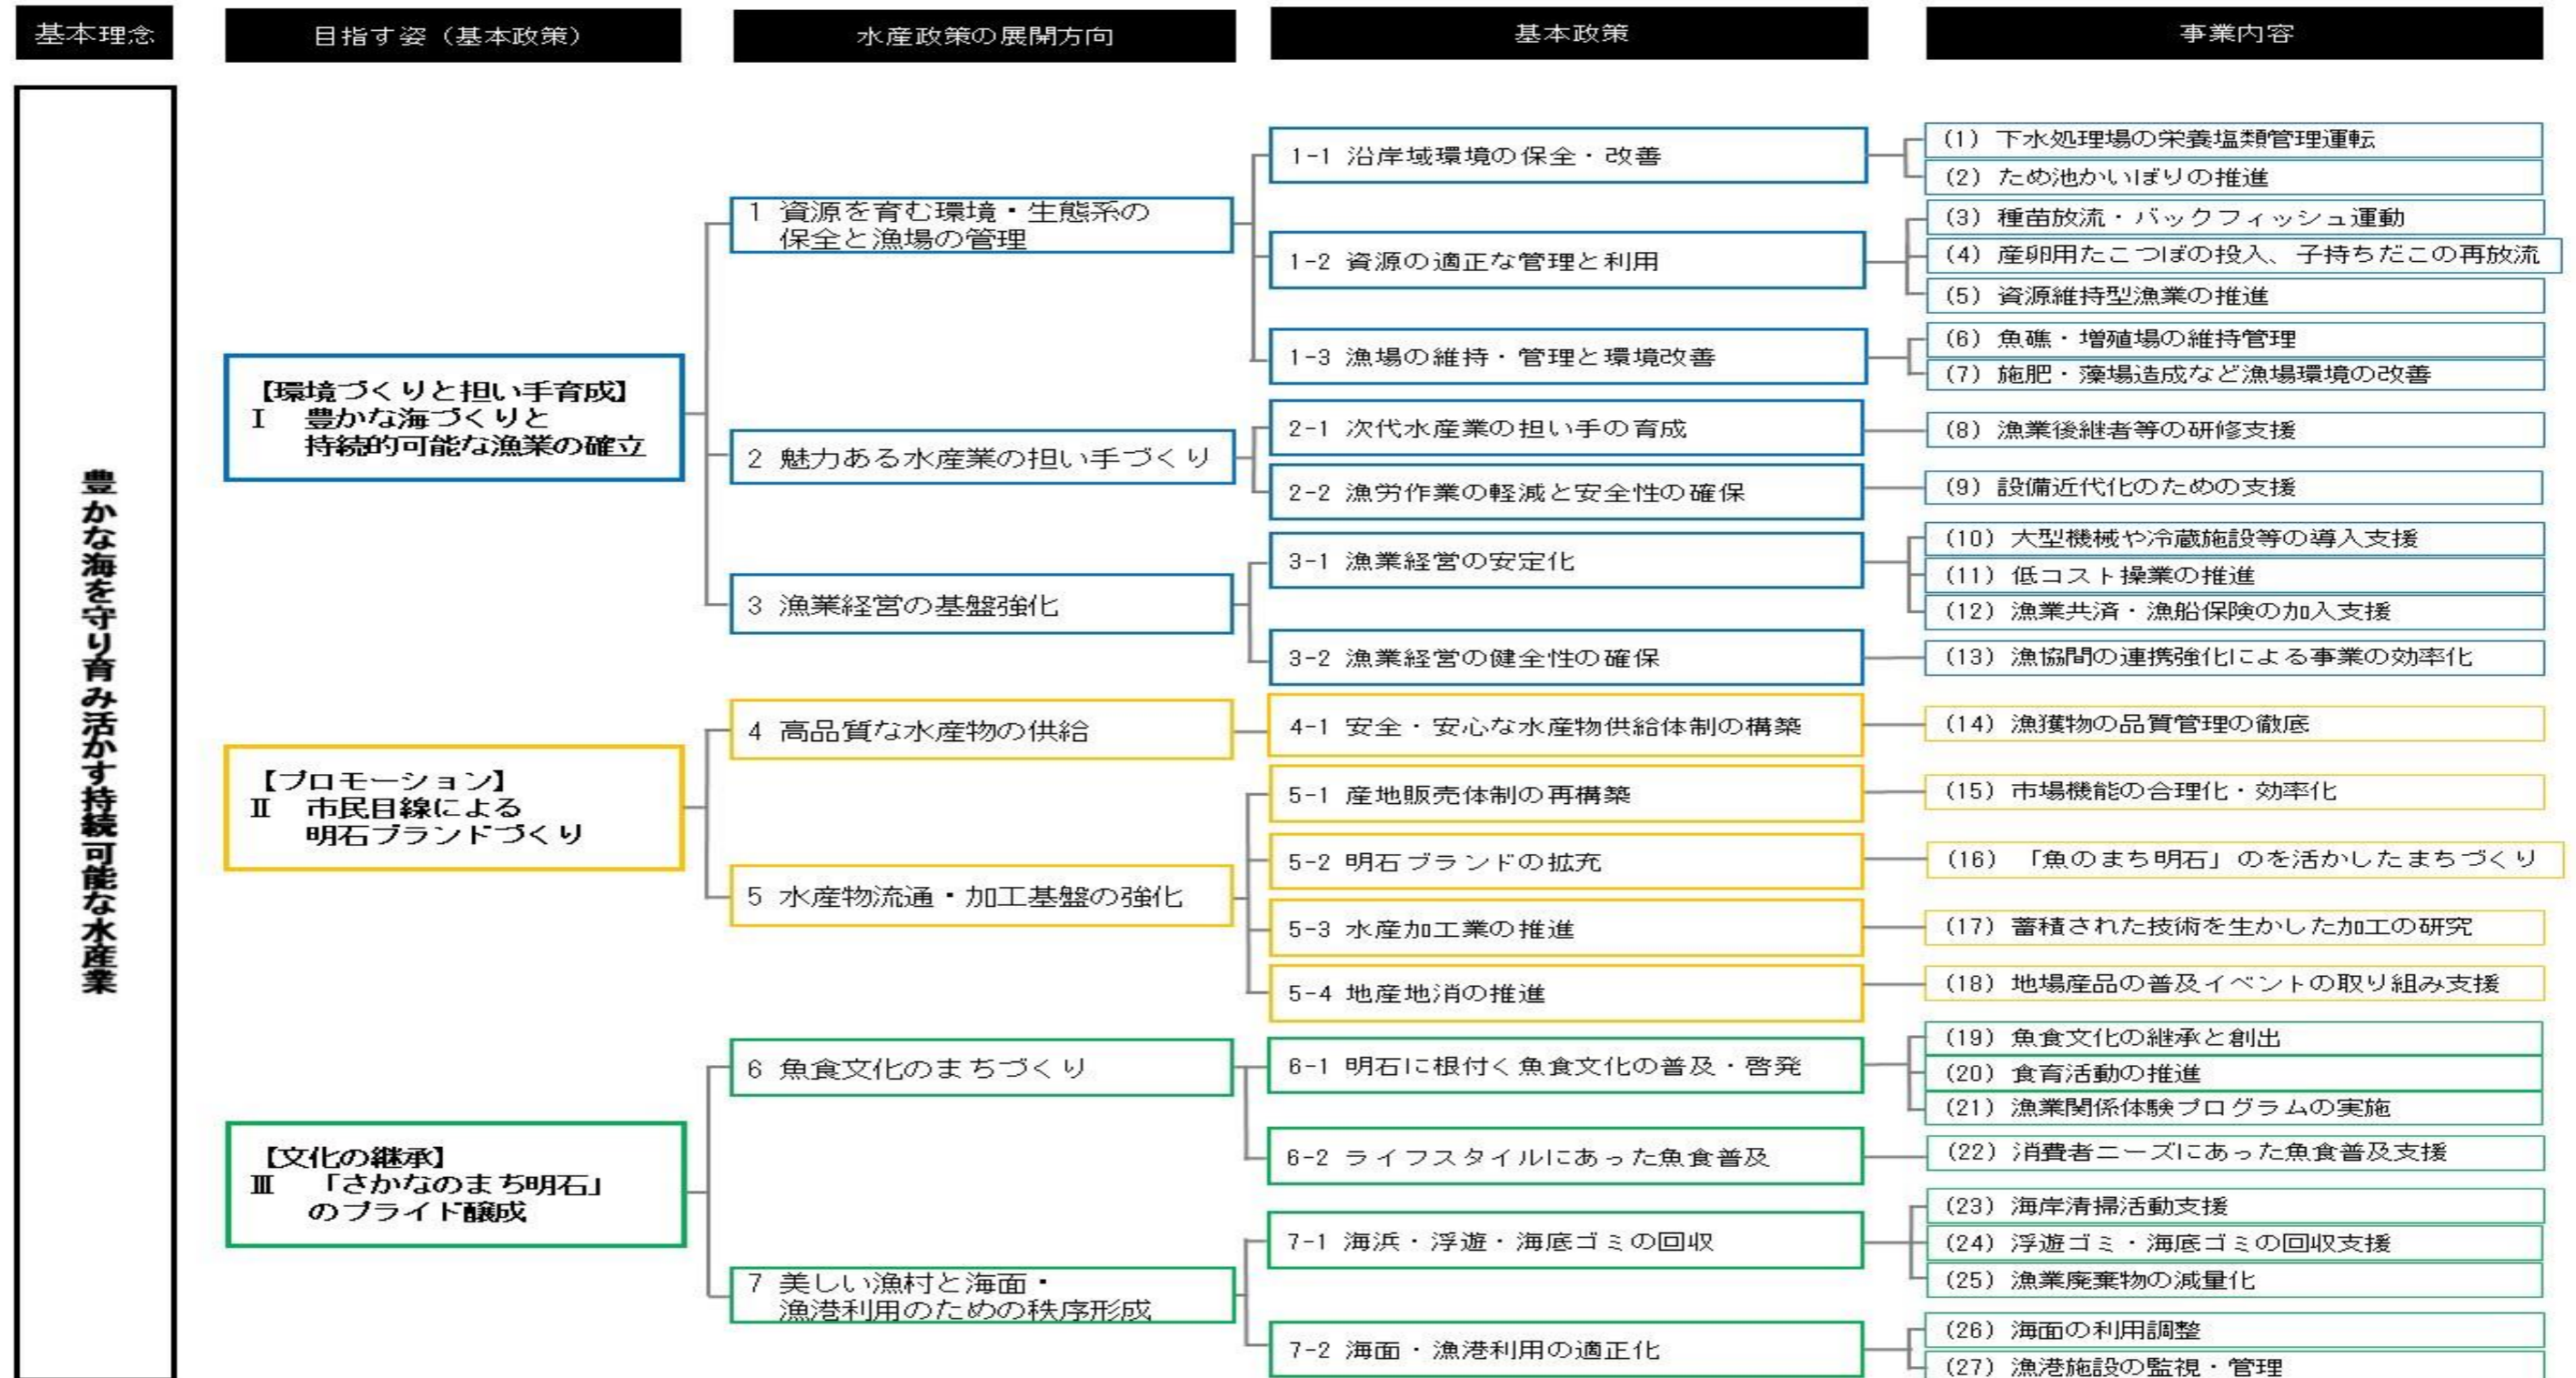 基本理念
目指す姿（基本政策）
水産政策の展開方向
基本政策
事業内容
豊かな海を守り育み活かす持続可能な水産業
【環境づくりと担い手育成】
Ⅰ 豊かな海づくりと
持続的可能な漁業の確立
1 資源を育む環境・生態系の
保全と漁場の管理
1-1 沿岸域環境の保全・改善
(1) 下水処理場の栄養塩類管理運転
(2) ため池かいぼりの推進
1-2 資源の適正な管理と利用
(3) 種苗放流・バックフィッシュ運動
(4) 産卵用たこつぼの投入、子持ちだこの再放流
(5) 資源維持型漁業の推進
1-3 漁場の維持・管理と環境改善
(6) 魚礁・増殖場の維持管理
(7) 施肥・藻場造成など漁場環境の改善
2 魅力ある水産業の担い手づくり
2-1 次代水産業の担い手の育成
(8) 漁業後継者等の研修支援
2-2 漁労作業の軽減と安全性の確保
(9) 設備近代化のための支援
3 漁業経営の基盤強化
3-1 漁業経営の安定化
(10) 大型機械や冷蔵施設等の導入支援
(11) 低コスト操業の推進
(12) 漁業共済・漁船保険の加入支援
3-2 漁業経営の健全性の確保
(13) 漁協間の連携強化による事業の効率化
【プロモーション】
Ⅱ 市民目線による
明石ブランドづくり
4 高品質な水産物の供給
4-1 安全・安心な水産物供給体制の構築
(14) 漁獲物の品質管理の徹底
5 水産物流通・加工基盤の強化
5-1 産地販売体制の再構築
(15) 市場機能の合理化・効率化
5-2 明石ブランドの拡充
(16) 「魚のまち明石」のを活かしたまちづくり
5-3 水産加工業の推進
(17) 蓄積された技術を生かした加工の研究
5-4 地産地消の推進
(18) 地場産品の普及イベントの取り組み支援
【文化の継承】
Ⅲ 「さかなのまち明石」
のプライド醸成
6 魚食文化のまちづくり
6-1 明石に根付く魚食文化の普及・啓発
(19) 魚食文化の継承と創出
(20) 食育活動の推進
(21) 漁業関係体験プログラムの実施
6-2 ライフスタイルにあった魚食普及
(22) 消費者ニーズにあった魚食普及支援
7 美しい漁村と海面・
漁港利用のための秩序形成
7-1 海浜・浮遊・海底ゴミの回収
(23) 海岸清掃活動支援
(24) 浮遊ゴミ・海底ゴミの回収支援
(25) 漁業廃棄物の減量化
7-2 海面・漁港利用の適正化
(26) 海面の利用調整
(27) 漁港施設の監視・管理